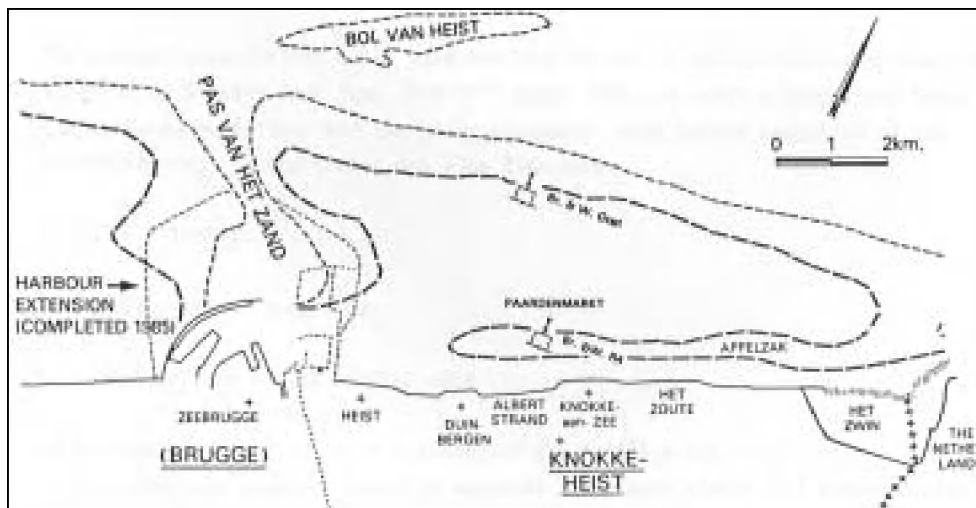 BOL VAN HEIST
PAS VAN HET ZAND
0 1 2km.
HARBOUR
EXTENSION
(COMPLETED 1985)
PAARDENMARKT
APPELZAK
ZEEBRUGGE
HEIST
DUIN
BERGEN
ALBERT
STRAND
KNOKKE-
aan-ZEE
HET
ZOUTE
HET
ZWIN
THE
NETHE
LAND
(BRUGGE)
KNOKKE-
HEIST